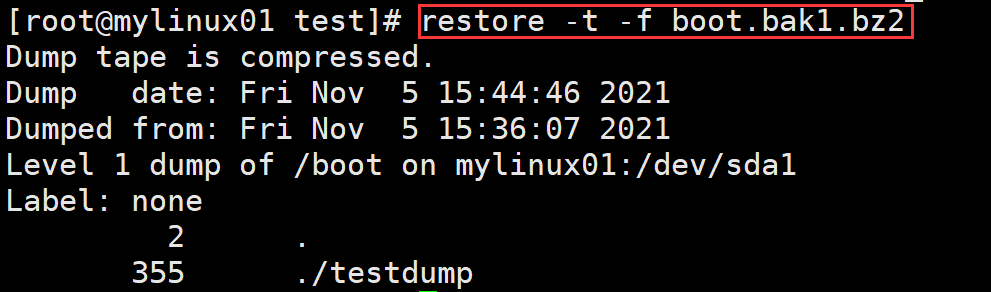 [root@mylinux01 test]# restore -t -f boot.bak1.bz2
Dump tape is compressed.
Dump   date: Fri Nov  5 15:44:46 2021
Dumped from: Fri Nov  5 15:36:07 2021
Level 1 dump of /boot on mylinux01:/dev/sda1
Label: none
         2      .
       355      ./testdump